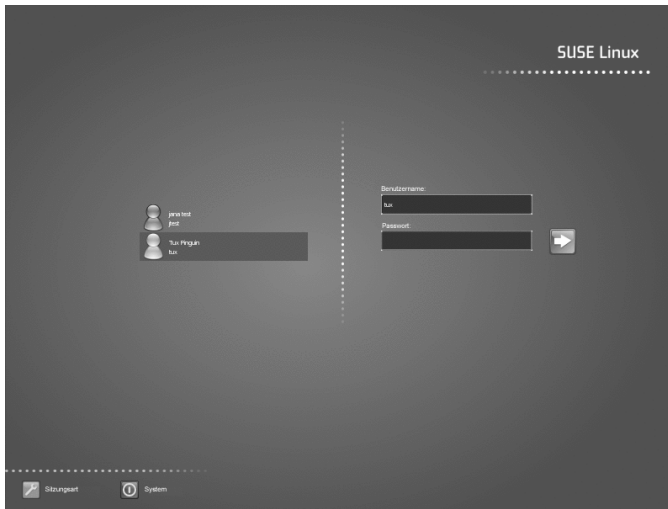 SUSE Linux
jana test
jtest
Tux Pinguin
tux
Benutzername:
tux
Passwort:
Sitzungsart
System